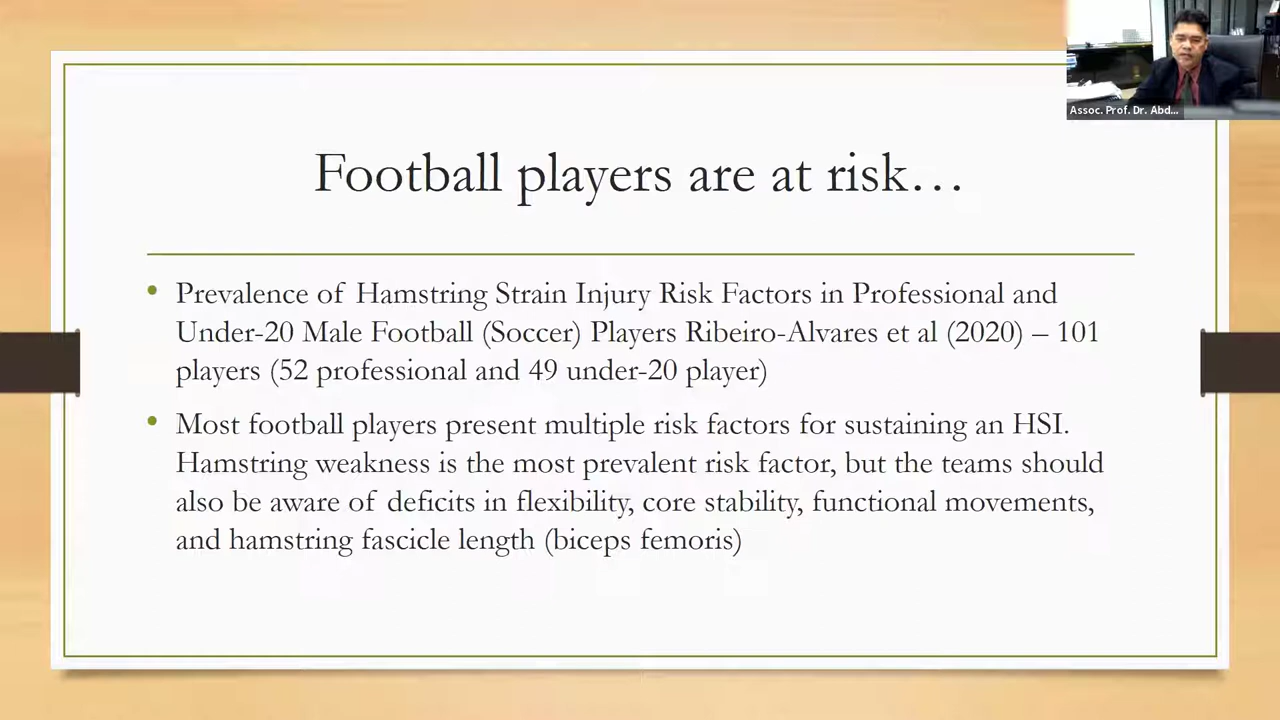 Assoc. Prof. Dr. Abd...
Football players are at risk…
• Prevalence of Hamstring Strain Injury Risk Factors in Professional and
Under-20 Male Football (Soccer) Players Ribeiro-Alvares et al (2020) – 101
players (52 professional and 49 under-20 player)
• Most football players present multiple risk factors for sustaining an HSI.
Hamstring weakness is the most prevalent risk factor, but the teams should
also be aware of deficits in flexibility, core stability, functional movements,
and hamstring fascicle length (biceps femoris)